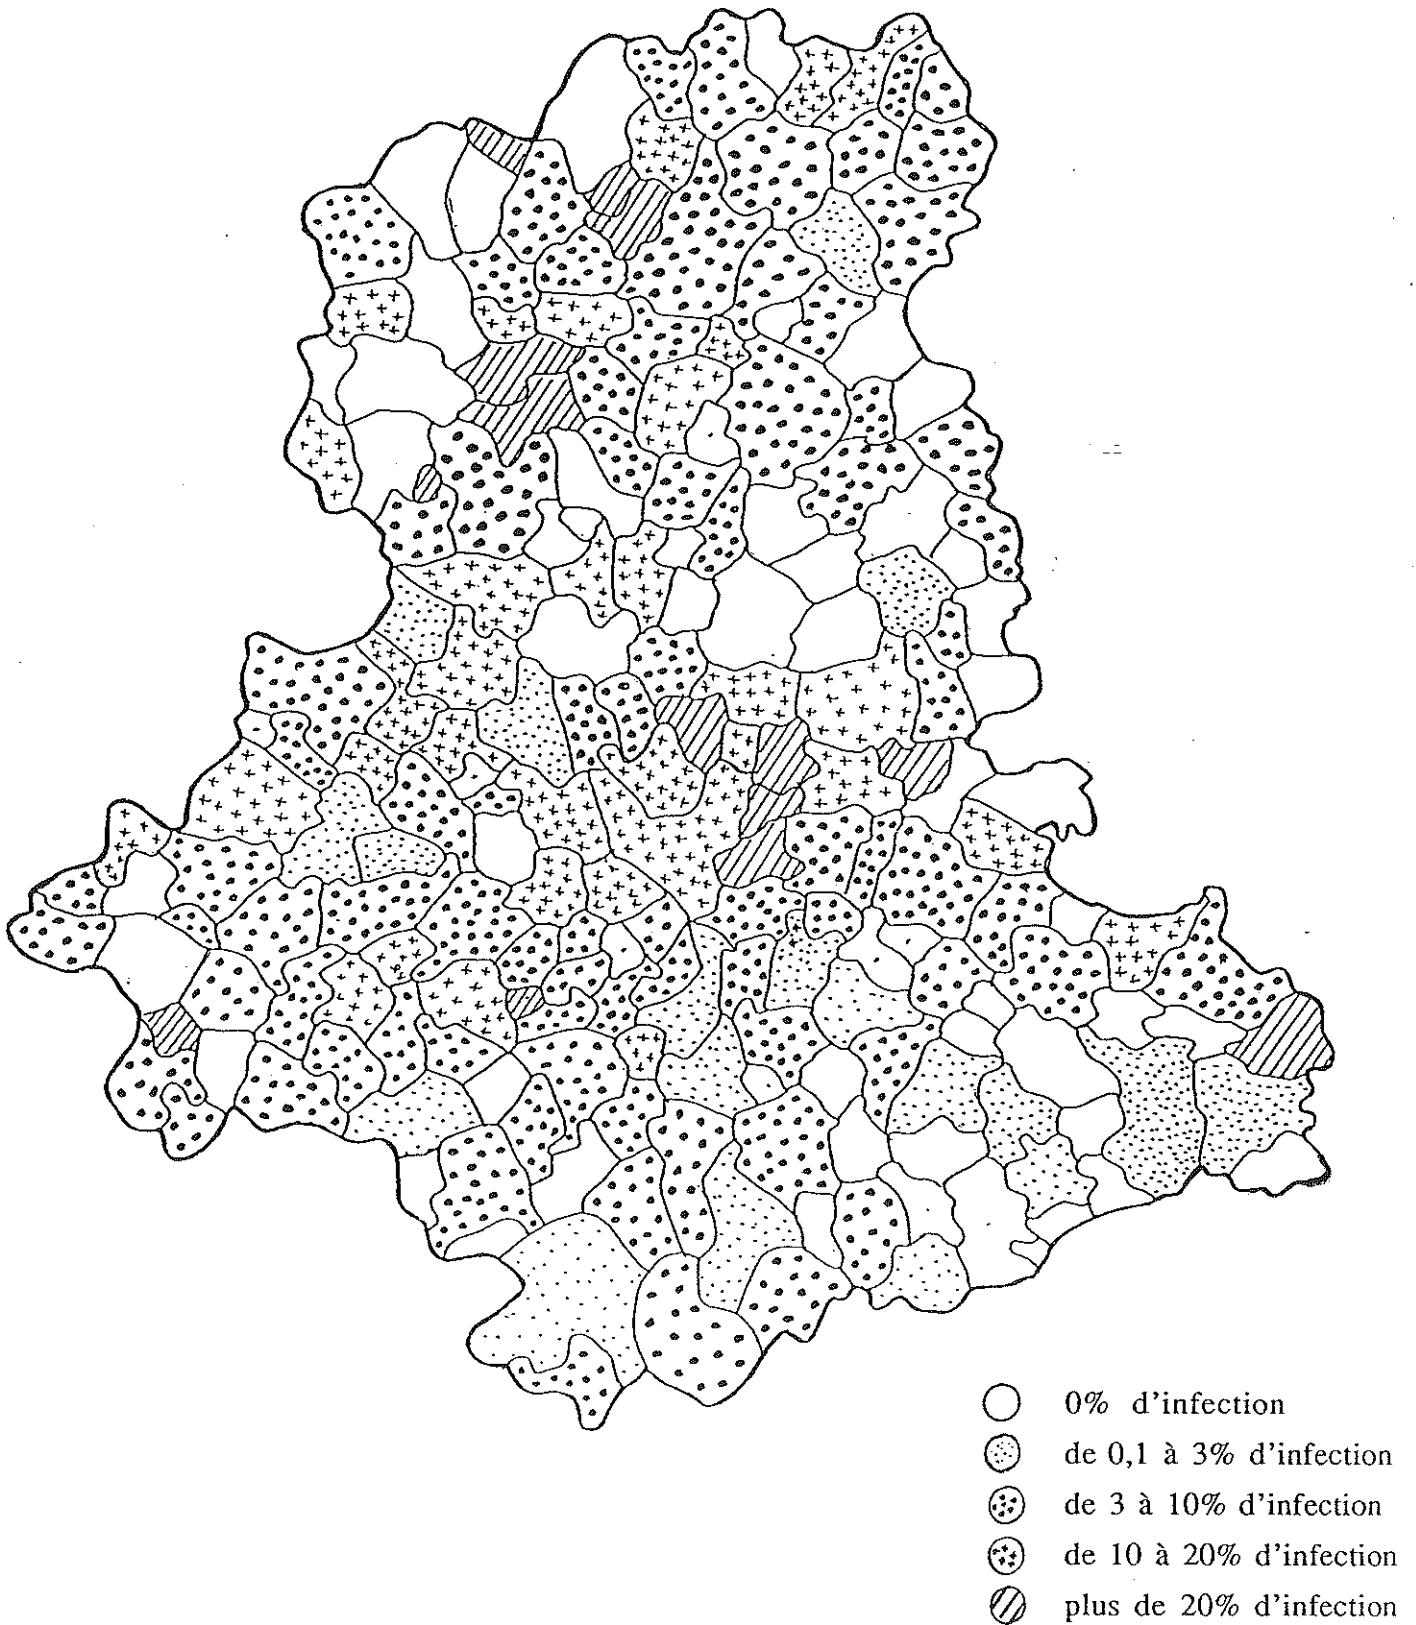 0% d'infection
de 0,1 à 3% d'infection
de 3 à 10% d'infection
de 10 à 20% d'infection
plus de 20% d'infection